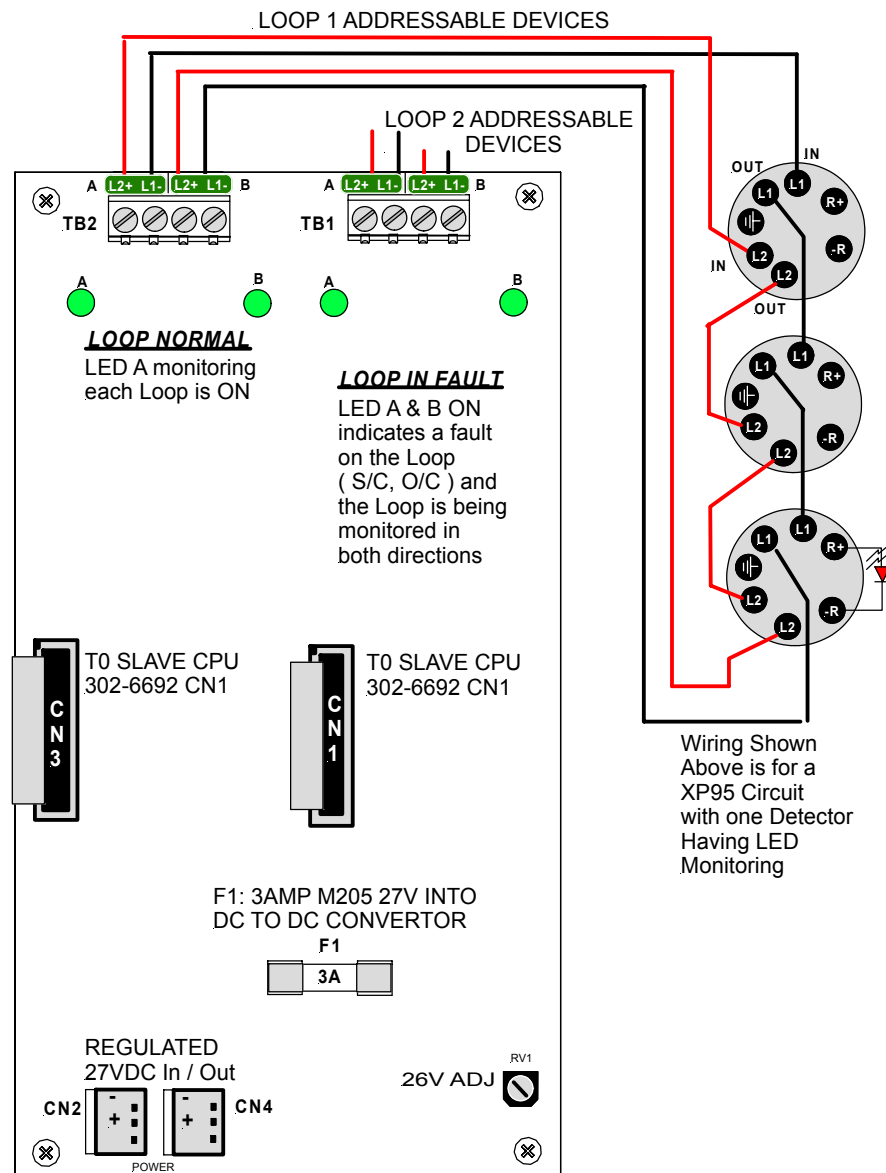 LOOP 1 ADDRESSABLE DEVICES
LOOP 2 ADDRESSABLE
DEVICES
A L2+ L1- L2+ L1- B
TB2
A L2+ L1- L2+ L1- B
TB1
A B
A B
LOOP NORMAL
LED A monitoring
each Loop is ON
LOOP IN FAULT
LED A & B ON
indicates a fault
on the Loop
( S/C, O/C ) and
the Loop is being
monitored in
both directions
OUT IN
L1 L1 R+
-R
L2
IN
L2
OUT
L1 L1 R+
L2 -R
L2
L1 L1 R+
L2 -R
L2
T0 SLAVE CPU
302-6692 CN1
CN3
T0 SLAVE CPU
302-6692 CN1
CN1
Wiring Shown
Above is for a
XP95 Circuit
with one Detector
Having LED
Monitoring
F1: 3AMP M205 27V INTO
DC TO DC CONVERTOR
F1
3A
REGULATED
27VDC In / Out
CN2 - + - + CN4
POWER
RV1
26V ADJ